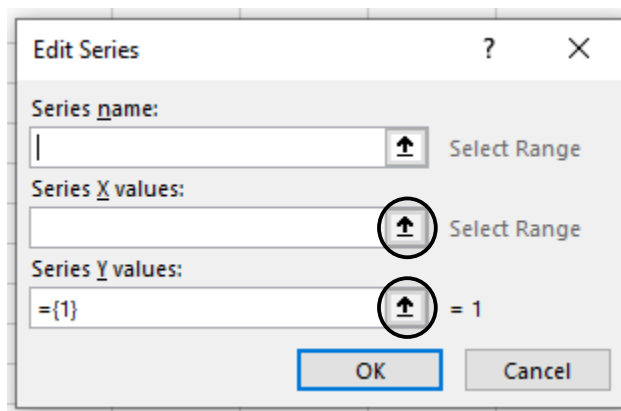 Edit Series ? ×
Series name:
Select Range
Series X values:
Select Range
Series Y values:
={1} = 1
OK Cancel